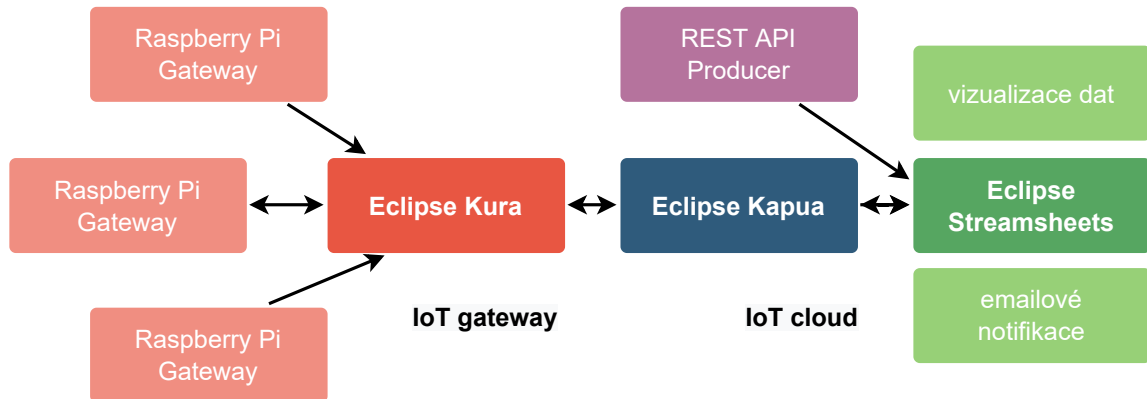 Raspberry Pi
Gateway
REST API
Producer
vizualizace dat
Raspberry Pi
Gateway
Eclipse Kura
Eclipse Kapua
Eclipse
Streamsheets
IoT gateway
IoT cloud
emailové
notifikace
Raspberry Pi
Gateway